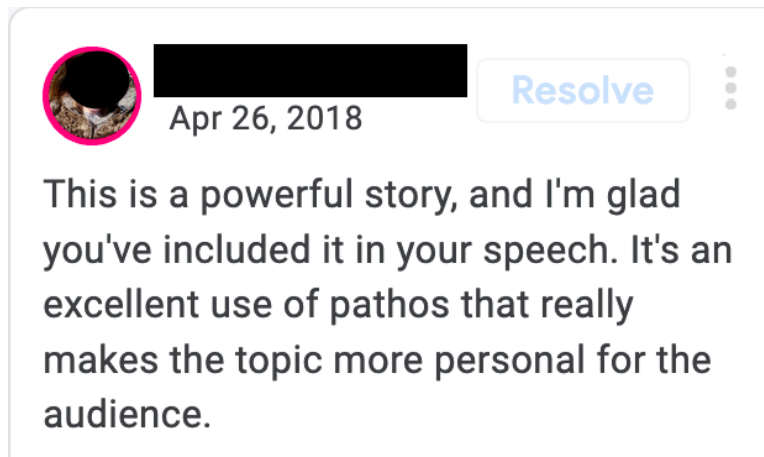 Resolve
Apr 26, 2018
This is a powerful story, and I'm glad
you've included it in your speech. It's an
excellent use of pathos that really
makes the topic more personal for the
audience.